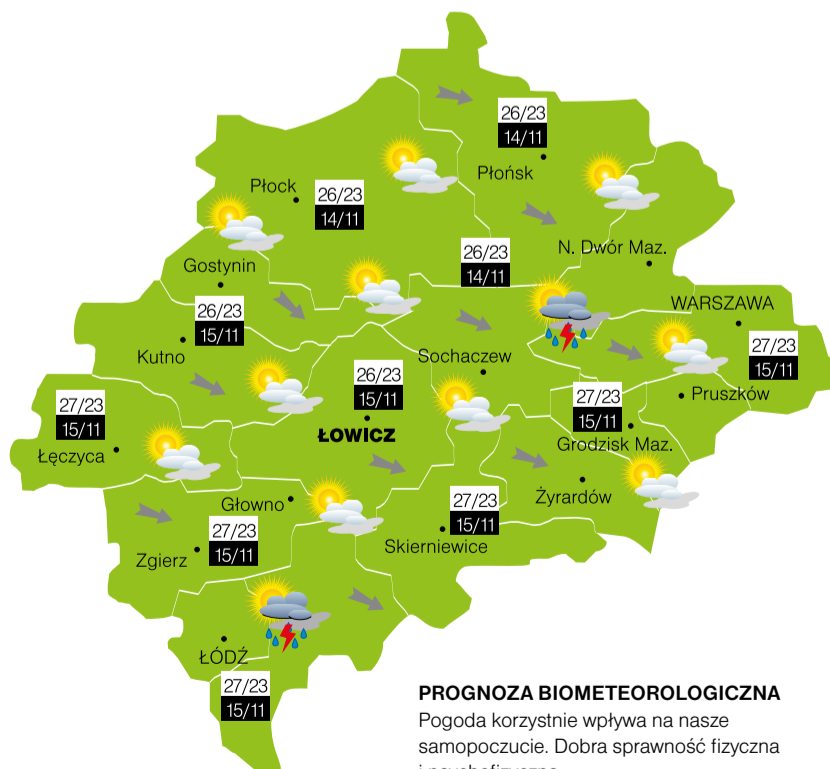 26/23
14/11
Płońsk
Płock
26/23
14/11
N. Dwór Maz.
26/23
14/11
Gostynin
WARSZAWA
26/23
15/11
Kutno
27/23
15/11
Sochaczew
26/23
15/11
ŁOWICZ
Pruszków
27/23
15/11
Grodzisk Maz.
27/23
15/11
Łęczyca
Żyrardów
Głowno
27/23
15/11
Skierniewice
27/23
15/11
Zgierz
ŁÓDŹ
27/23
15/11
PROGNOZA BIOMETEOROLOGICZNA
Pogoda korzystnie wpływa na nasze
samopoczucie. Dobra sprawność fizyczna
i psychofizyczna